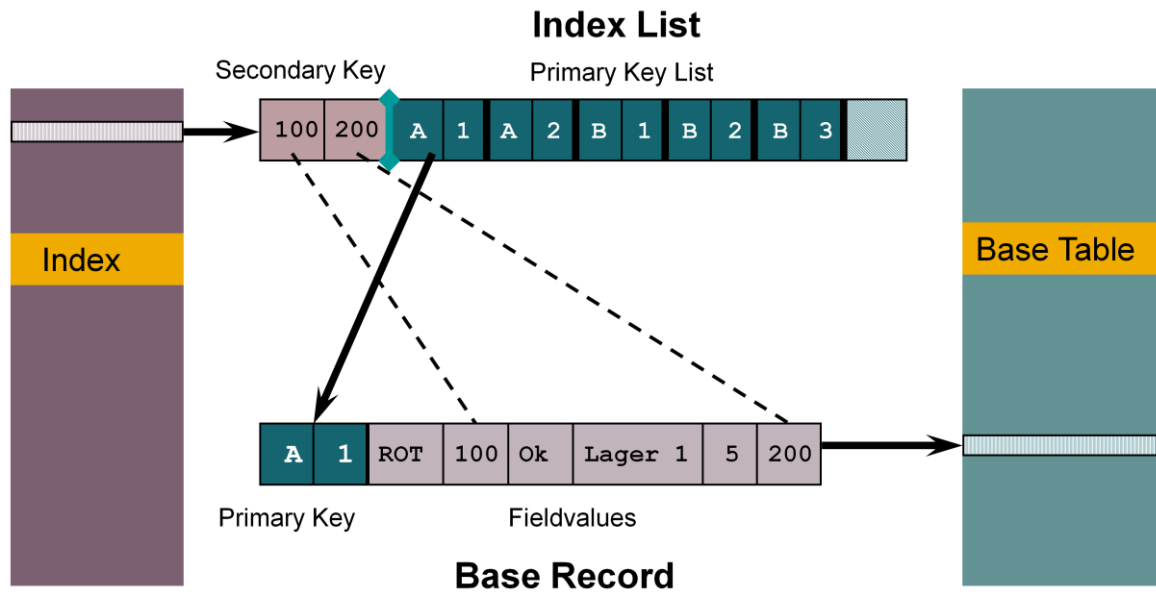 Index List
Secondary Key Primary Key List
100 200 A 1 A 2 B 1 B 2 B 3
Index
Base Table
A 1 ROT 100 Ok Lager 1 5 200
Primary Key Fieldvalues
Base Record